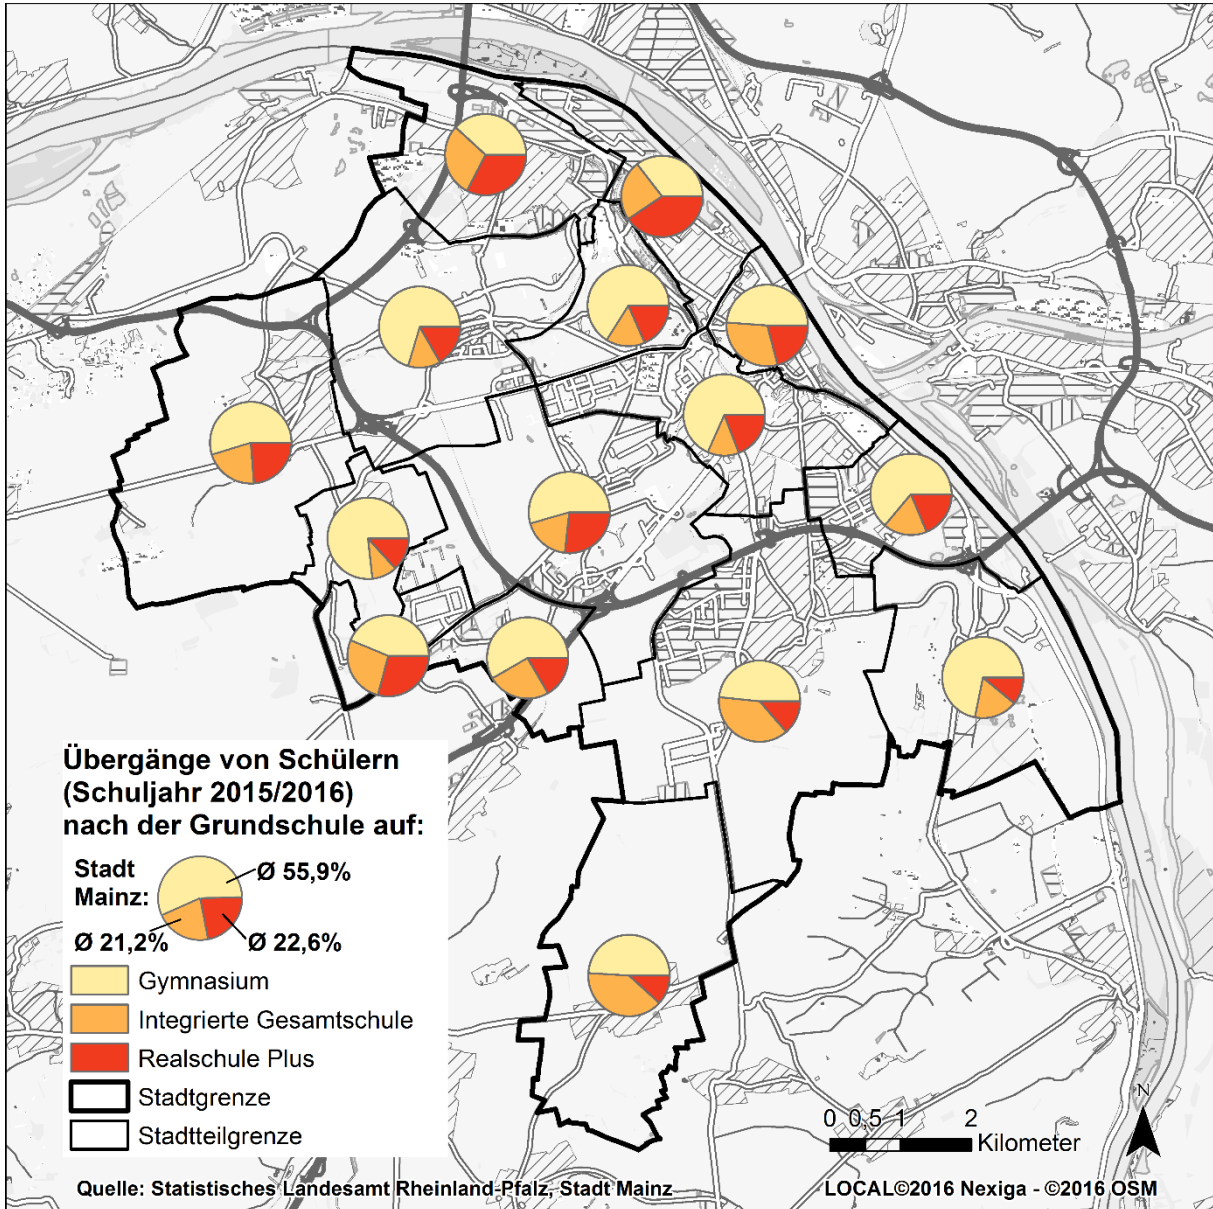 Übergänge von Schülern
(Schuljahr 2015/2016)
nach der Grundschule auf:
Stadt
Mainz:
Ø 55,9%
Ø 21,2%
Ø 22,6%
Gymnasium
Integrierte Gesamtschule
Realschule Plus
Stadtgrenze
Stadtteilgrenze
N
0 0,5 1 2
Kilometer
Quelle: Statistisches Landesamt Rheinland-Pfalz, Stadt Mainz
LOCAL©2016 Nexiga - ©2016 OSM